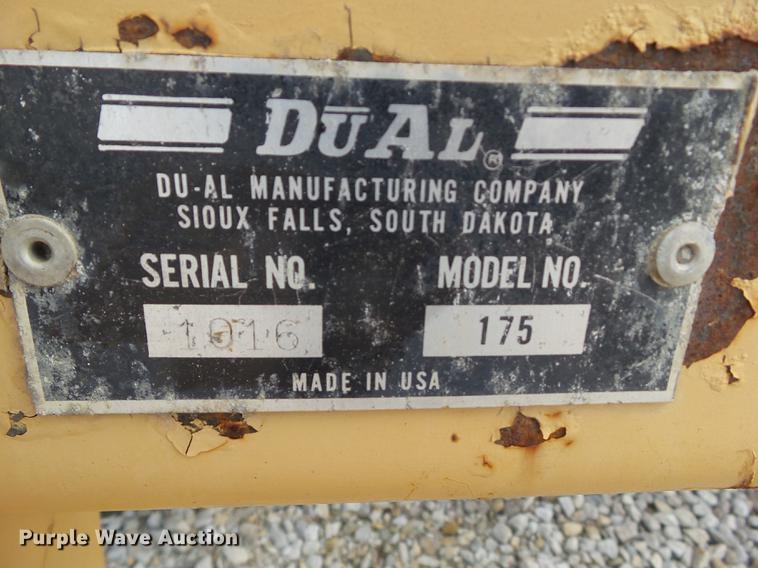 DŪAL®
DU-AL MANUFACTURING COMPANY
SIOUX FALLS, SOUTH DAKOTA
SERIAL NO. MODEL NO.
1016 175
MADE IN USA
Purple Wave Auction